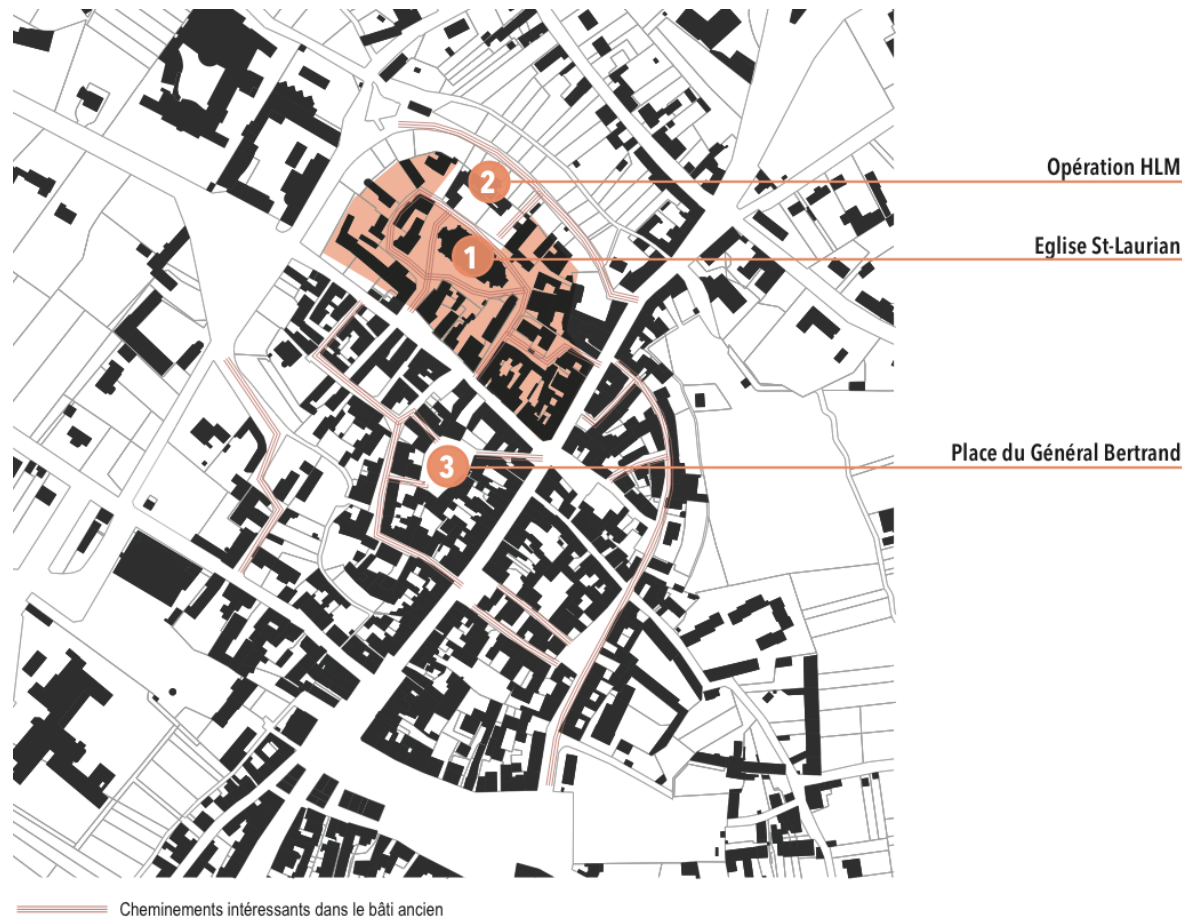 2
Opération HLM
1
Eglise St-Laurian
3
Place du Général Bertrand
Cheminements intéressants dans le bâti ancien